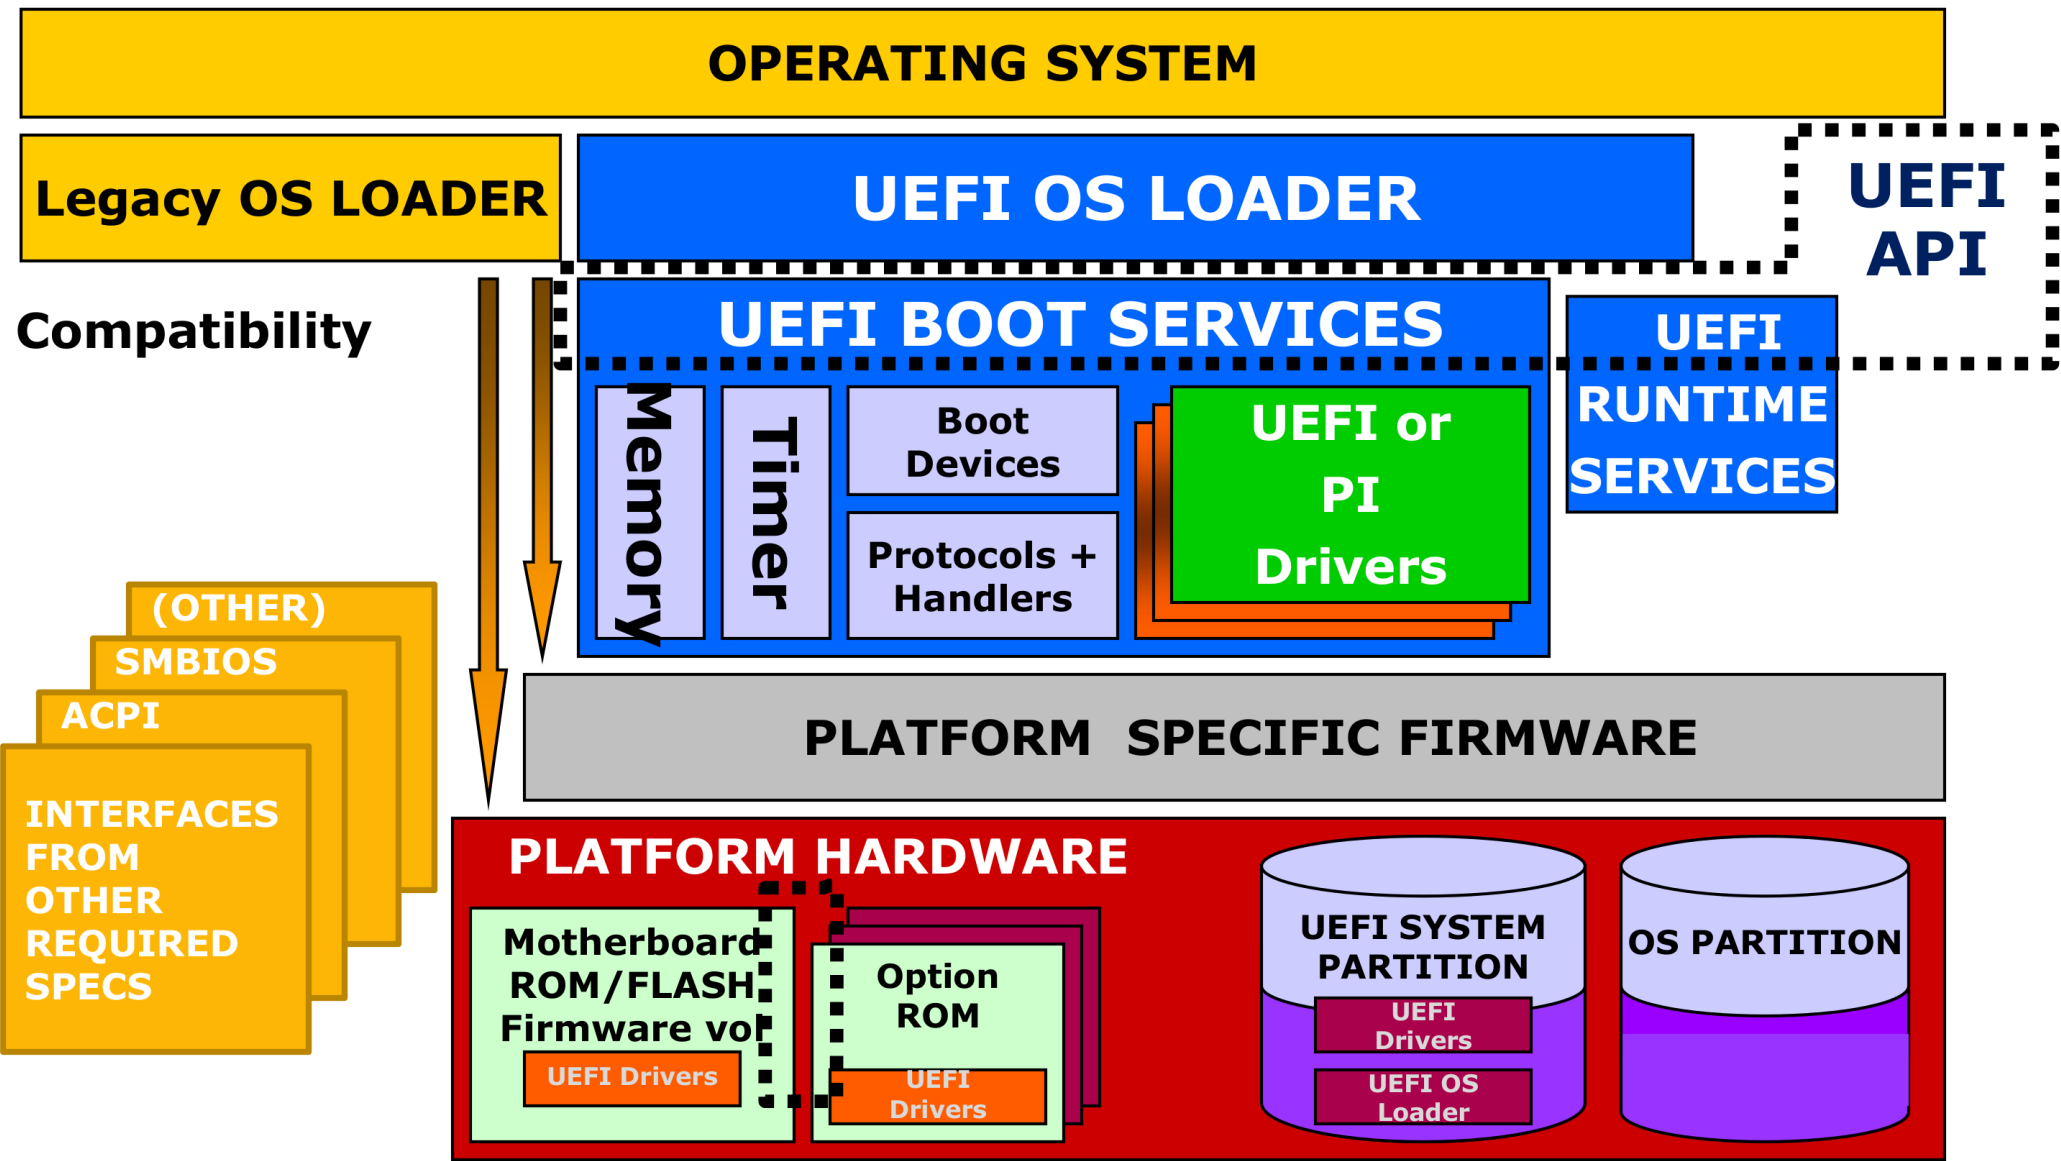 OPERATING SYSTEM
Legacy OS LOADER
UEFI OS LOADER
UEFI
API
Compatibility
UEFI BOOT SERVICES
UEFI
RUNTIME
SERVICES
Memory
Timer
Boot
Devices
Protocols +
Handlers
UEFI or
PI
Drivers
(OTHER)
SMBIOS
ACPI
INTERFACES
FROM
OTHER
REQUIRED
SPECS
PLATFORM  SPECIFIC FIRMWARE
PLATFORM HARDWARE
Motherboard
ROM/FLASH
Firmware vol
UEFI Drivers
Option
ROM
UEFI
Drivers
UEFI SYSTEM
PARTITION
UEFI
Drivers
UEFI OS
Loader
OS PARTITION